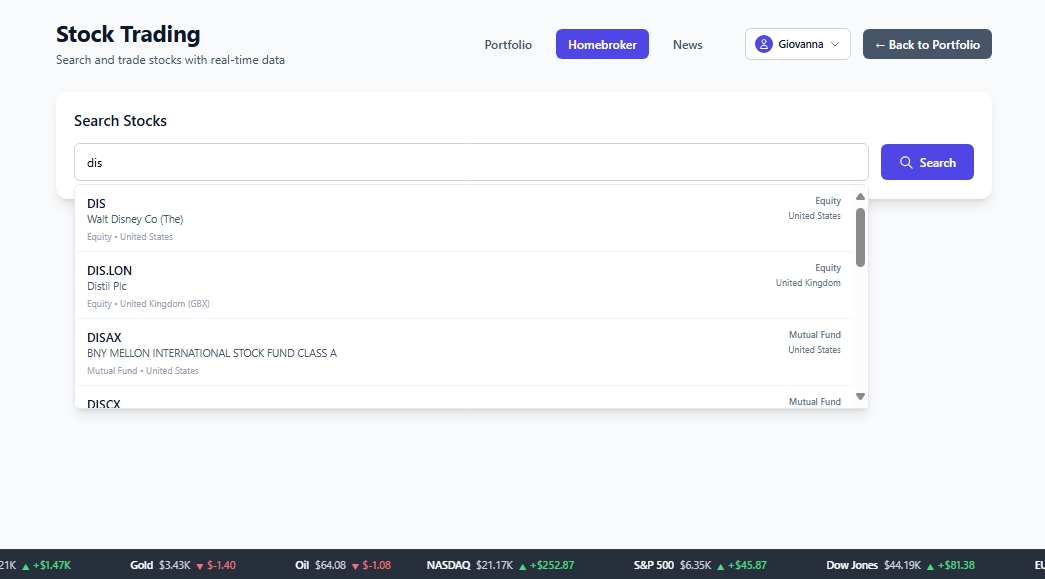 Stock Trading
Search and trade stocks with real-time data
Portfolio
Homebroker
News
Giovanna
← Back to Portfolio
Search Stocks
dis
Search
DIS
Walt Disney Co (The)
Equity • United States
Equity
United States
DIS.LON
Distil Plc
Equity • United Kingdom (GBX)
Equity
United Kingdom
DISAX
BNY MELLON INTERNATIONAL STOCK FUND CLASS A
Mutual Fund • United States
Mutual Fund
United States
DISCX
Mutual Fund
21K ▲ +$1.47K Gold $3.43K ▼ $-1.40 Oil $64.08 ▼ $-1.08 NASDAQ $21.17K ▲ +$252.87 S&P 500 $6.35K ▲ +$45.87 Dow Jones $44.19K ▲ +$81.38 EU